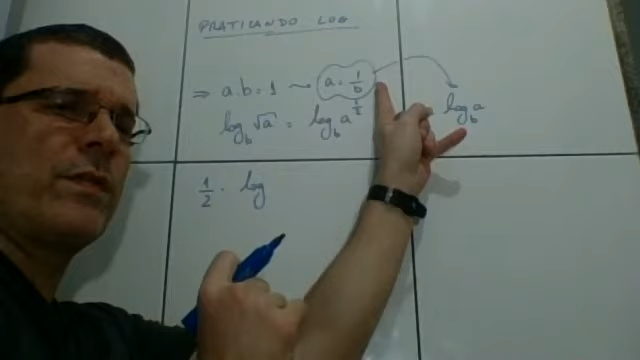 PRATICANDO LOG
⇒ a.b = 1 ~ a = 1/b
log_b √a = log_b a^(1/2) log_b a
1/2 . log